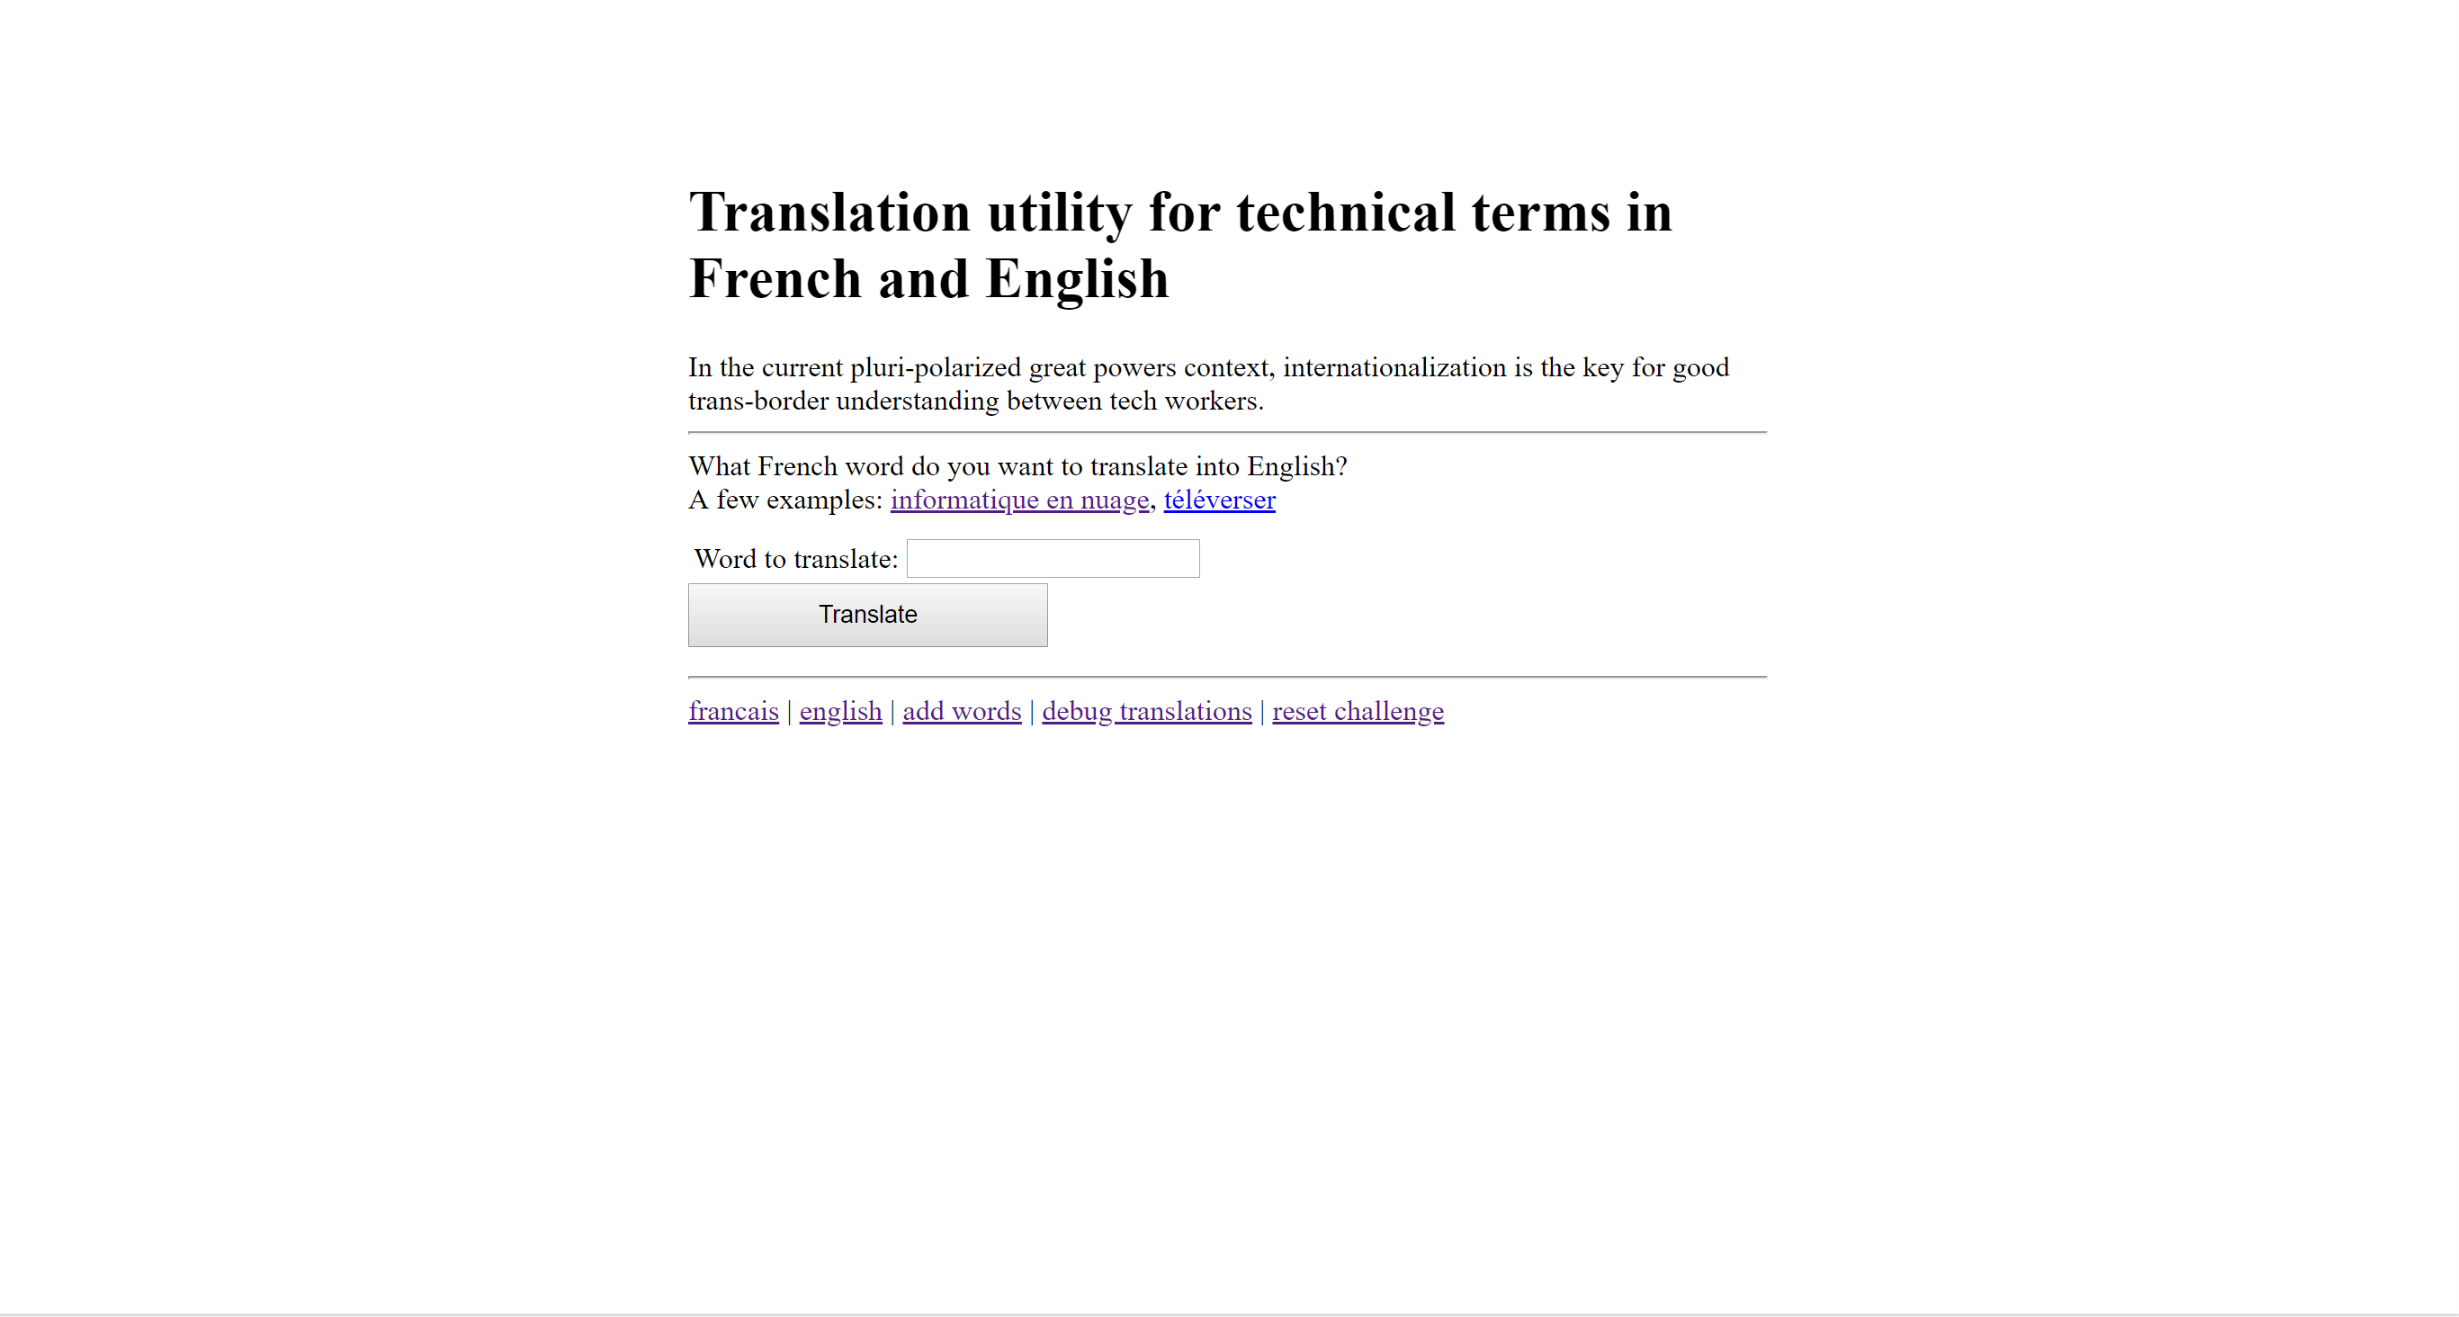 Translation utility for technical terms in
French and English
In the current pluri-polarized great powers context, internationalization is the key for good
trans-border understanding between tech workers.
What French word do you want to translate into English?
A few examples: informatique en nuage, téléverser
Word to translate:
Translate
francais | english | add words | debug translations | reset challenge